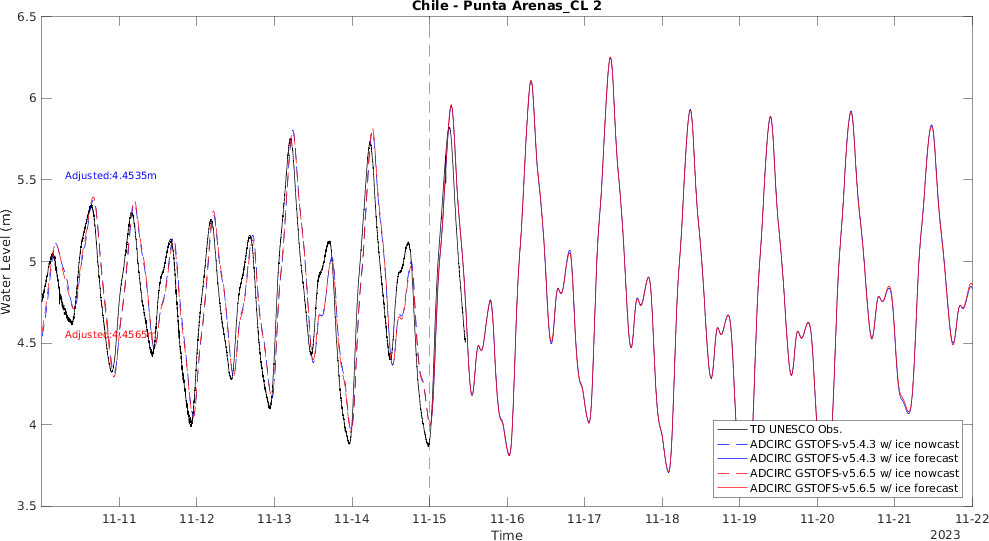 Chile - Punta Arenas_CL 2
6.5
6
5.5
5
4.5
4
3.5
Water Level (m)
Adjusted:4.4535m
Adjusted:4.4565m
TD UNESCO Obs.
ADCIRC GSTOFS-v5.4.3 w/ ice nowcast
ADCIRC GSTOFS-v5.4.3 w/ ice forecast
ADCIRC GSTOFS-v5.6.5 w/ ice nowcast
ADCIRC GSTOFS-v5.6.5 w/ ice forecast
11-11 11-12 11-13 11-14 11-15 11-16 11-17 11-18 11-19 11-20 11-21 11-22
Time
2023